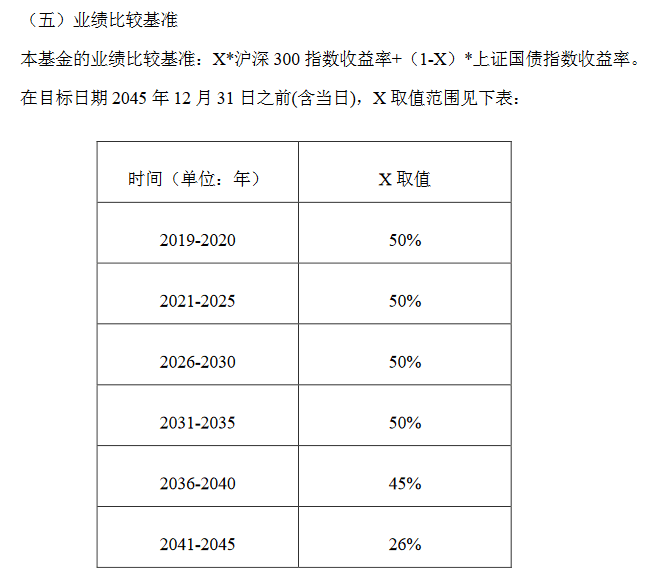 （五）业绩比较基准
本基金的业绩比较基准：X*沪深 300 指数收益率+（1-X）*上证国债指数收益率。
在目标日期 2045 年 12 月 31 日之前(含当日)，X 取值范围见下表：
时间（单位：年） X 取值
2019-2020 50%
2021-2025 50%
2026-2030 50%
2031-2035 50%
2036-2040 45%
2041-2045 26%